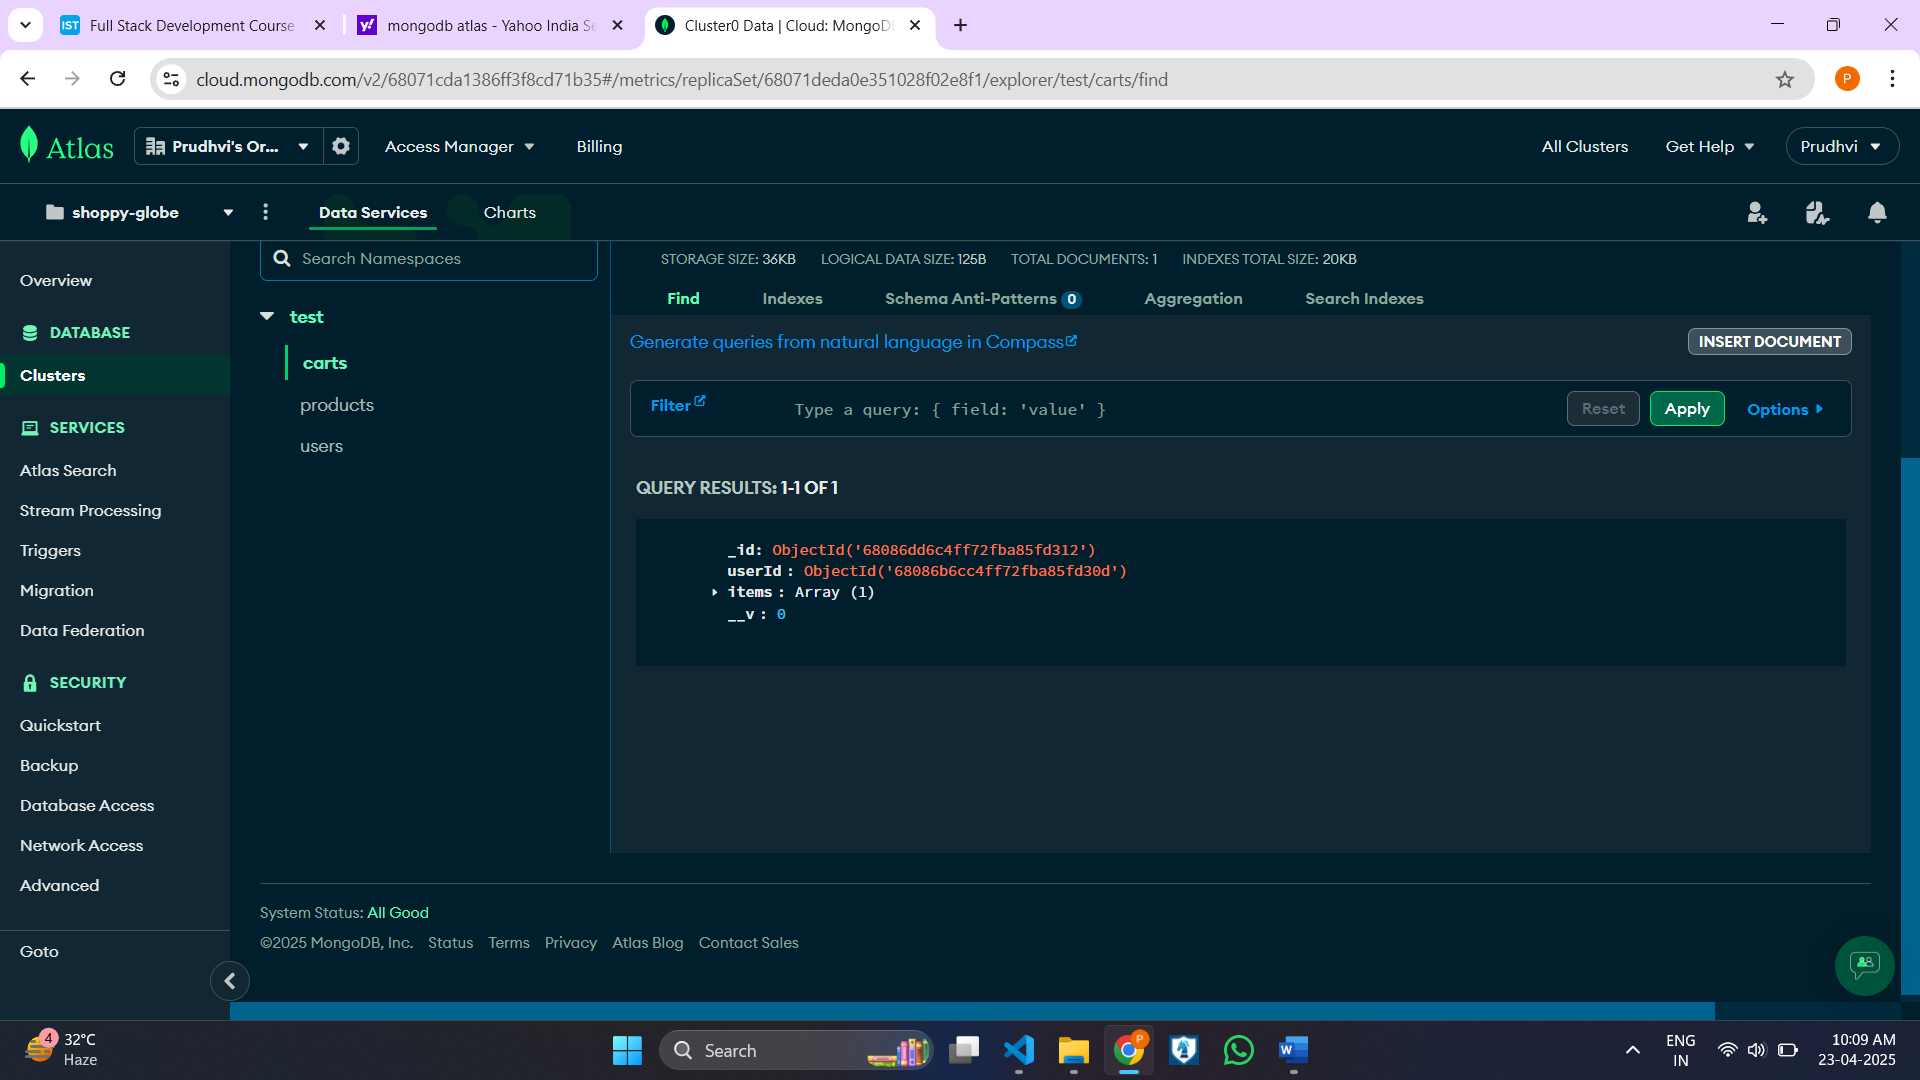 Full Stack Development Course
mongodb atlas - Yahoo India Se
Cluster0 Data | Cloud: MongoD
cloud.mongodb.com/v2/68071cda1386ff3f8cd71b35#/metrics/replicaSet/68071deda0e351028f02e8f1/explorer/test/carts/find
P
Atlas
Prudhvi's Or...
Access Manager
Billing
All Clusters
Get Help
Prudhvi
shoppy-globe
Data Services
Charts
Overview
DATABASE
Clusters
SERVICES
Atlas Search
Stream Processing
Triggers
Migration
Data Federation
SECURITY
Quickstart
Backup
Database Access
Network Access
Advanced
Goto
Search Namespaces
test
carts
products
users
STORAGE SIZE: 36KB LOGICAL DATA SIZE: 125B TOTAL DOCUMENTS: 1 INDEXES TOTAL SIZE: 20KB
Find Indexes Schema Anti-Patterns 0 Aggregation Search Indexes
Generate queries from natural language in Compass
INSERT DOCUMENT
Filter
Type a query: { field: 'value' }
Reset
Apply
Options
QUERY RESULTS: 1-1 OF 1
_id: ObjectId('68086dd6c4ff72fba85fd312')
userId : ObjectId('68086b6cc4ff72fba85fd30d')
items : Array (1)
__v : 0
System Status: All Good
©2025 MongoDB, Inc. Status Terms Privacy Atlas Blog Contact Sales
4
32°C
Haze
Search
P
ENG
IN
10:09 AM
23-04-2025